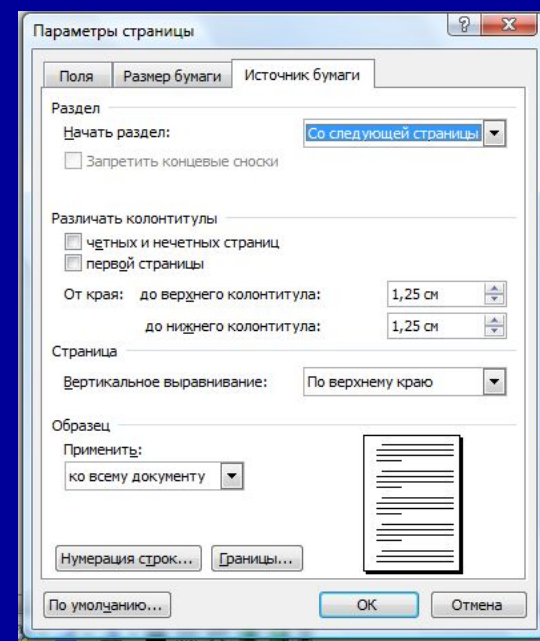 Параметры страницы
Поля Размер бумаги Источник бумаги
Раздел
Начать раздел: Со следующей страницы
Запретить концевые сноски
Различать колонтитулы
четных и нечетных страниц
первой страницы
От края: до верхнего колонтитула: 1,25 см
до нижнего колонтитула: 1,25 см
Страница
Вертикальное выравнивание: По верхнему краю
Образец
Применить:
ко всему документу
Нумерация строк... Границы...
По умолчанию... ОК Отмена